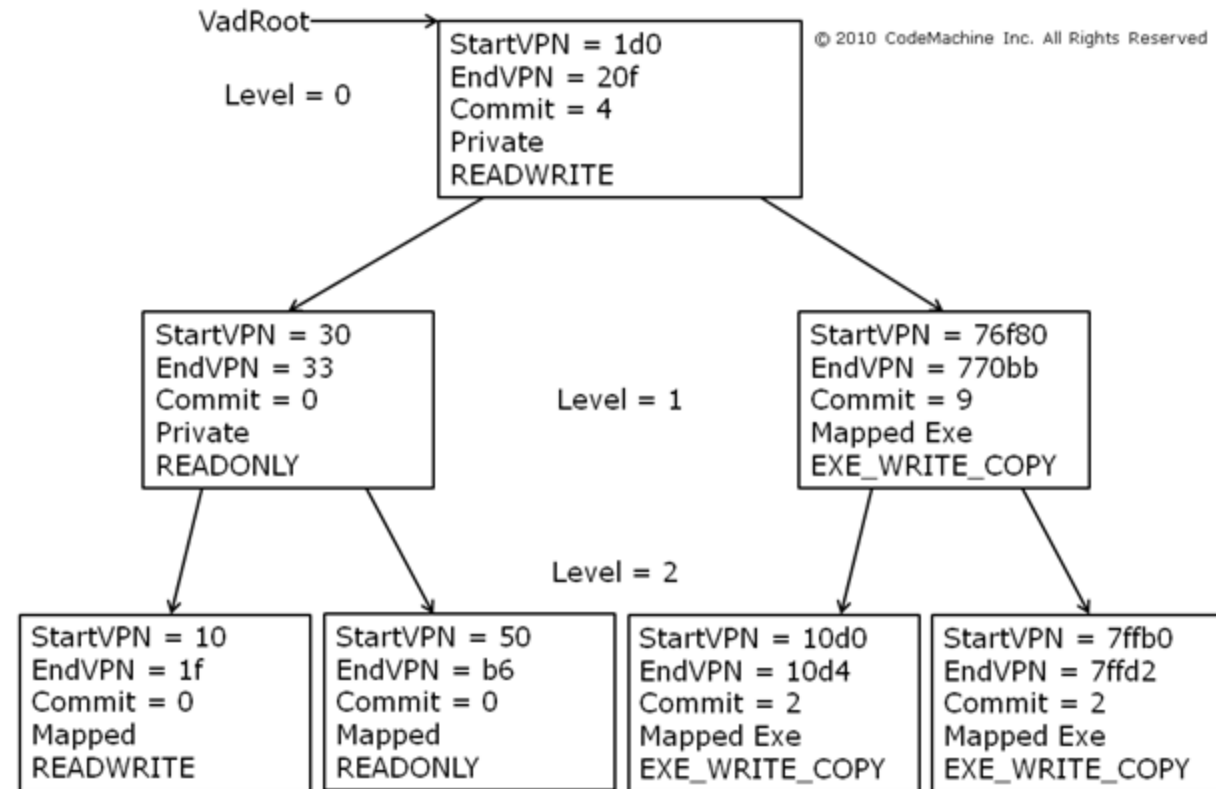 VadRoot
© 2010 CodeMachine Inc. All Rights Reserved
Level = 0
StartVPN = 1d0
EndVPN = 20f
Commit = 4
Private
READWRITE
StartVPN = 30
EndVPN = 33
Commit = 0
Private
READONLY
Level = 1
StartVPN = 76f80
EndVPN = 770bb
Commit = 9
Mapped Exe
EXE_WRITE_COPY
Level = 2
StartVPN = 10
EndVPN = 1f
Commit = 0
Mapped
READWRITE
StartVPN = 50
EndVPN = b6
Commit = 0
Mapped
READONLY
StartVPN = 10d0
EndVPN = 10d4
Commit = 2
Mapped Exe
EXE_WRITE_COPY
StartVPN = 7ffb0
EndVPN = 7ffd2
Commit = 2
Mapped Exe
EXE_WRITE_COPY